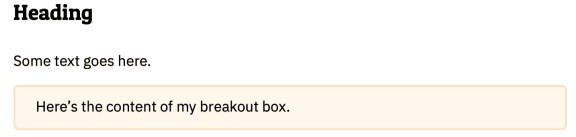 Heading
Some text goes here.
Here’s the content of my breakout box.